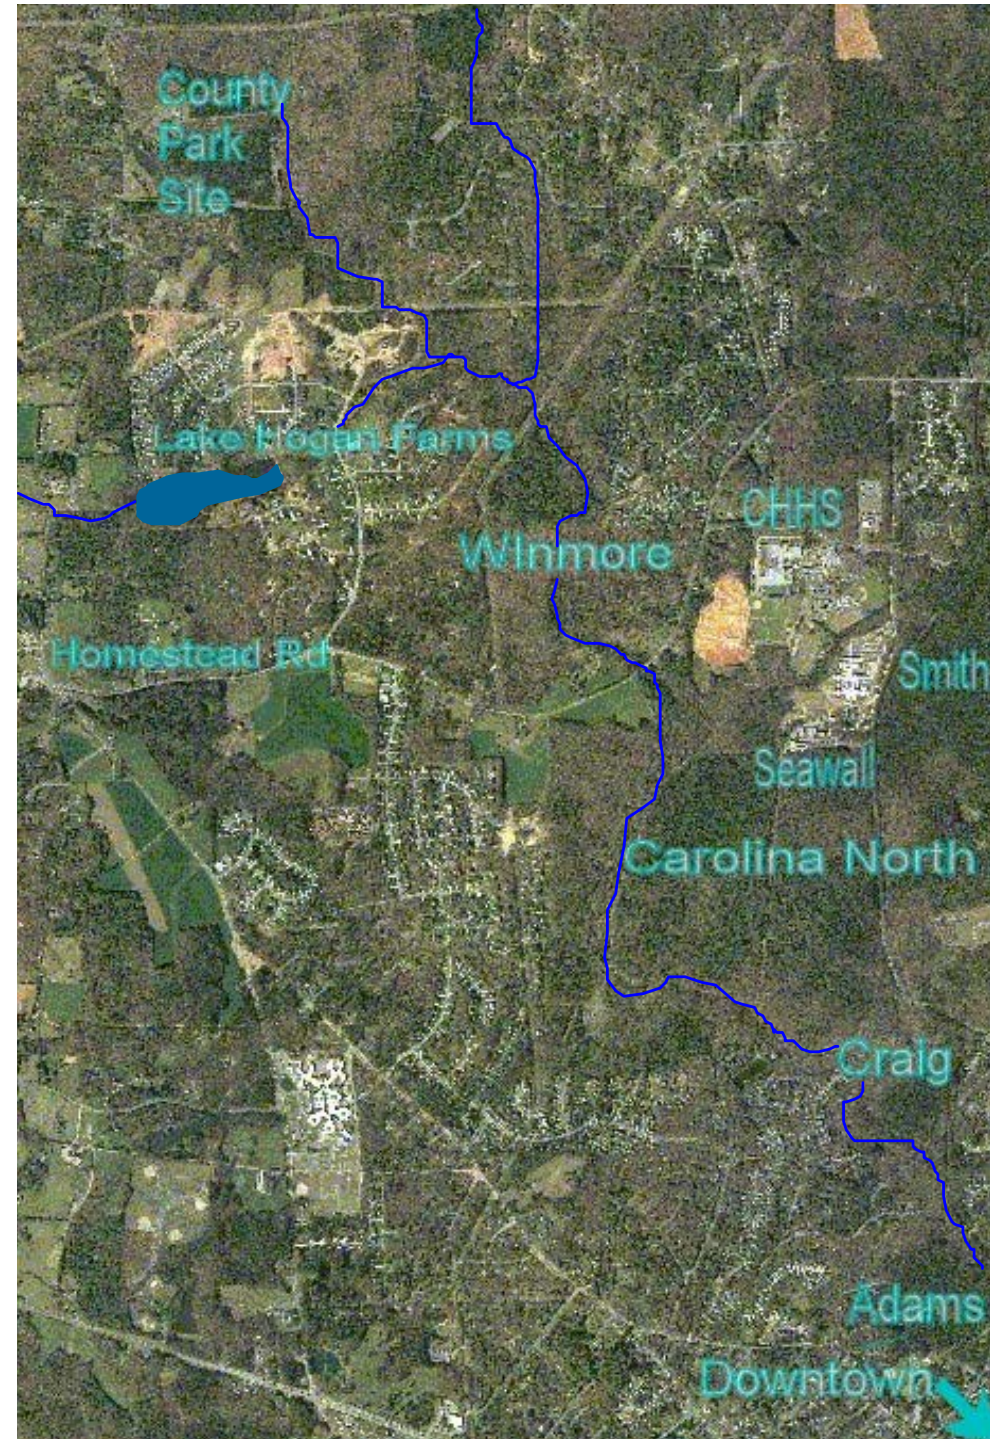 County
Park
Site
Lake Hogan Farms
CHHS
Winmore
Homestead Rd
Smith
Seawall
Carolina North
Craig
Adams
Downtown